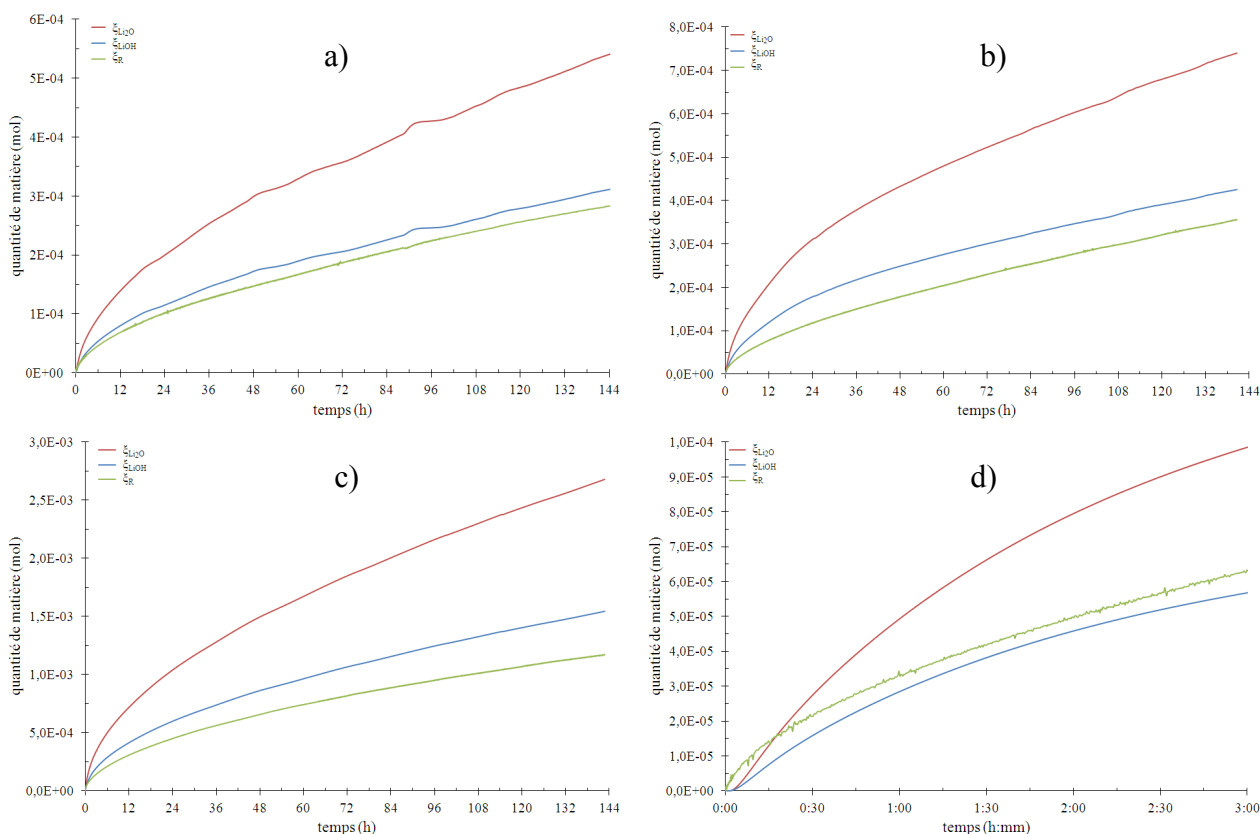 a)
ξLi₂O
ξLiOH
ξR
quantité de matière (mol)
6E-04
5E-04
4E-04
3E-04
2E-04
1E-04
0E+00
0 12 24 36 48 60 72 84 96 108 120 132 144
temps (h)
b)
ξLi₂O
ξLiOH
ξR
quantité de matière (mol)
8,0E-04
7,0E-04
6,0E-04
5,0E-04
4,0E-04
3,0E-04
2,0E-04
1,0E-04
0,0E+00
0 12 24 36 48 60 72 84 96 108 120 132 144
temps (h)
c)
ξLi₂O
ξLiOH
ξR
quantité de matière (mol)
3,0E-03
2,5E-03
2,0E-03
1,5E-03
1,0E-03
5,0E-04
0,0E+00
0 12 24 36 48 60 72 84 96 108 120 132 144
temps (h)
d)
ξLi₂O
ξLiOH
ξR
quantité de matière (mol)
1,0E-04
9,0E-05
8,0E-05
7,0E-05
6,0E-05
5,0E-05
4,0E-05
3,0E-05
2,0E-05
1,0E-05
0,0E+00
0:00 0:30 1:00 1:30 2:00 2:30 3:00
temps (h:mm)